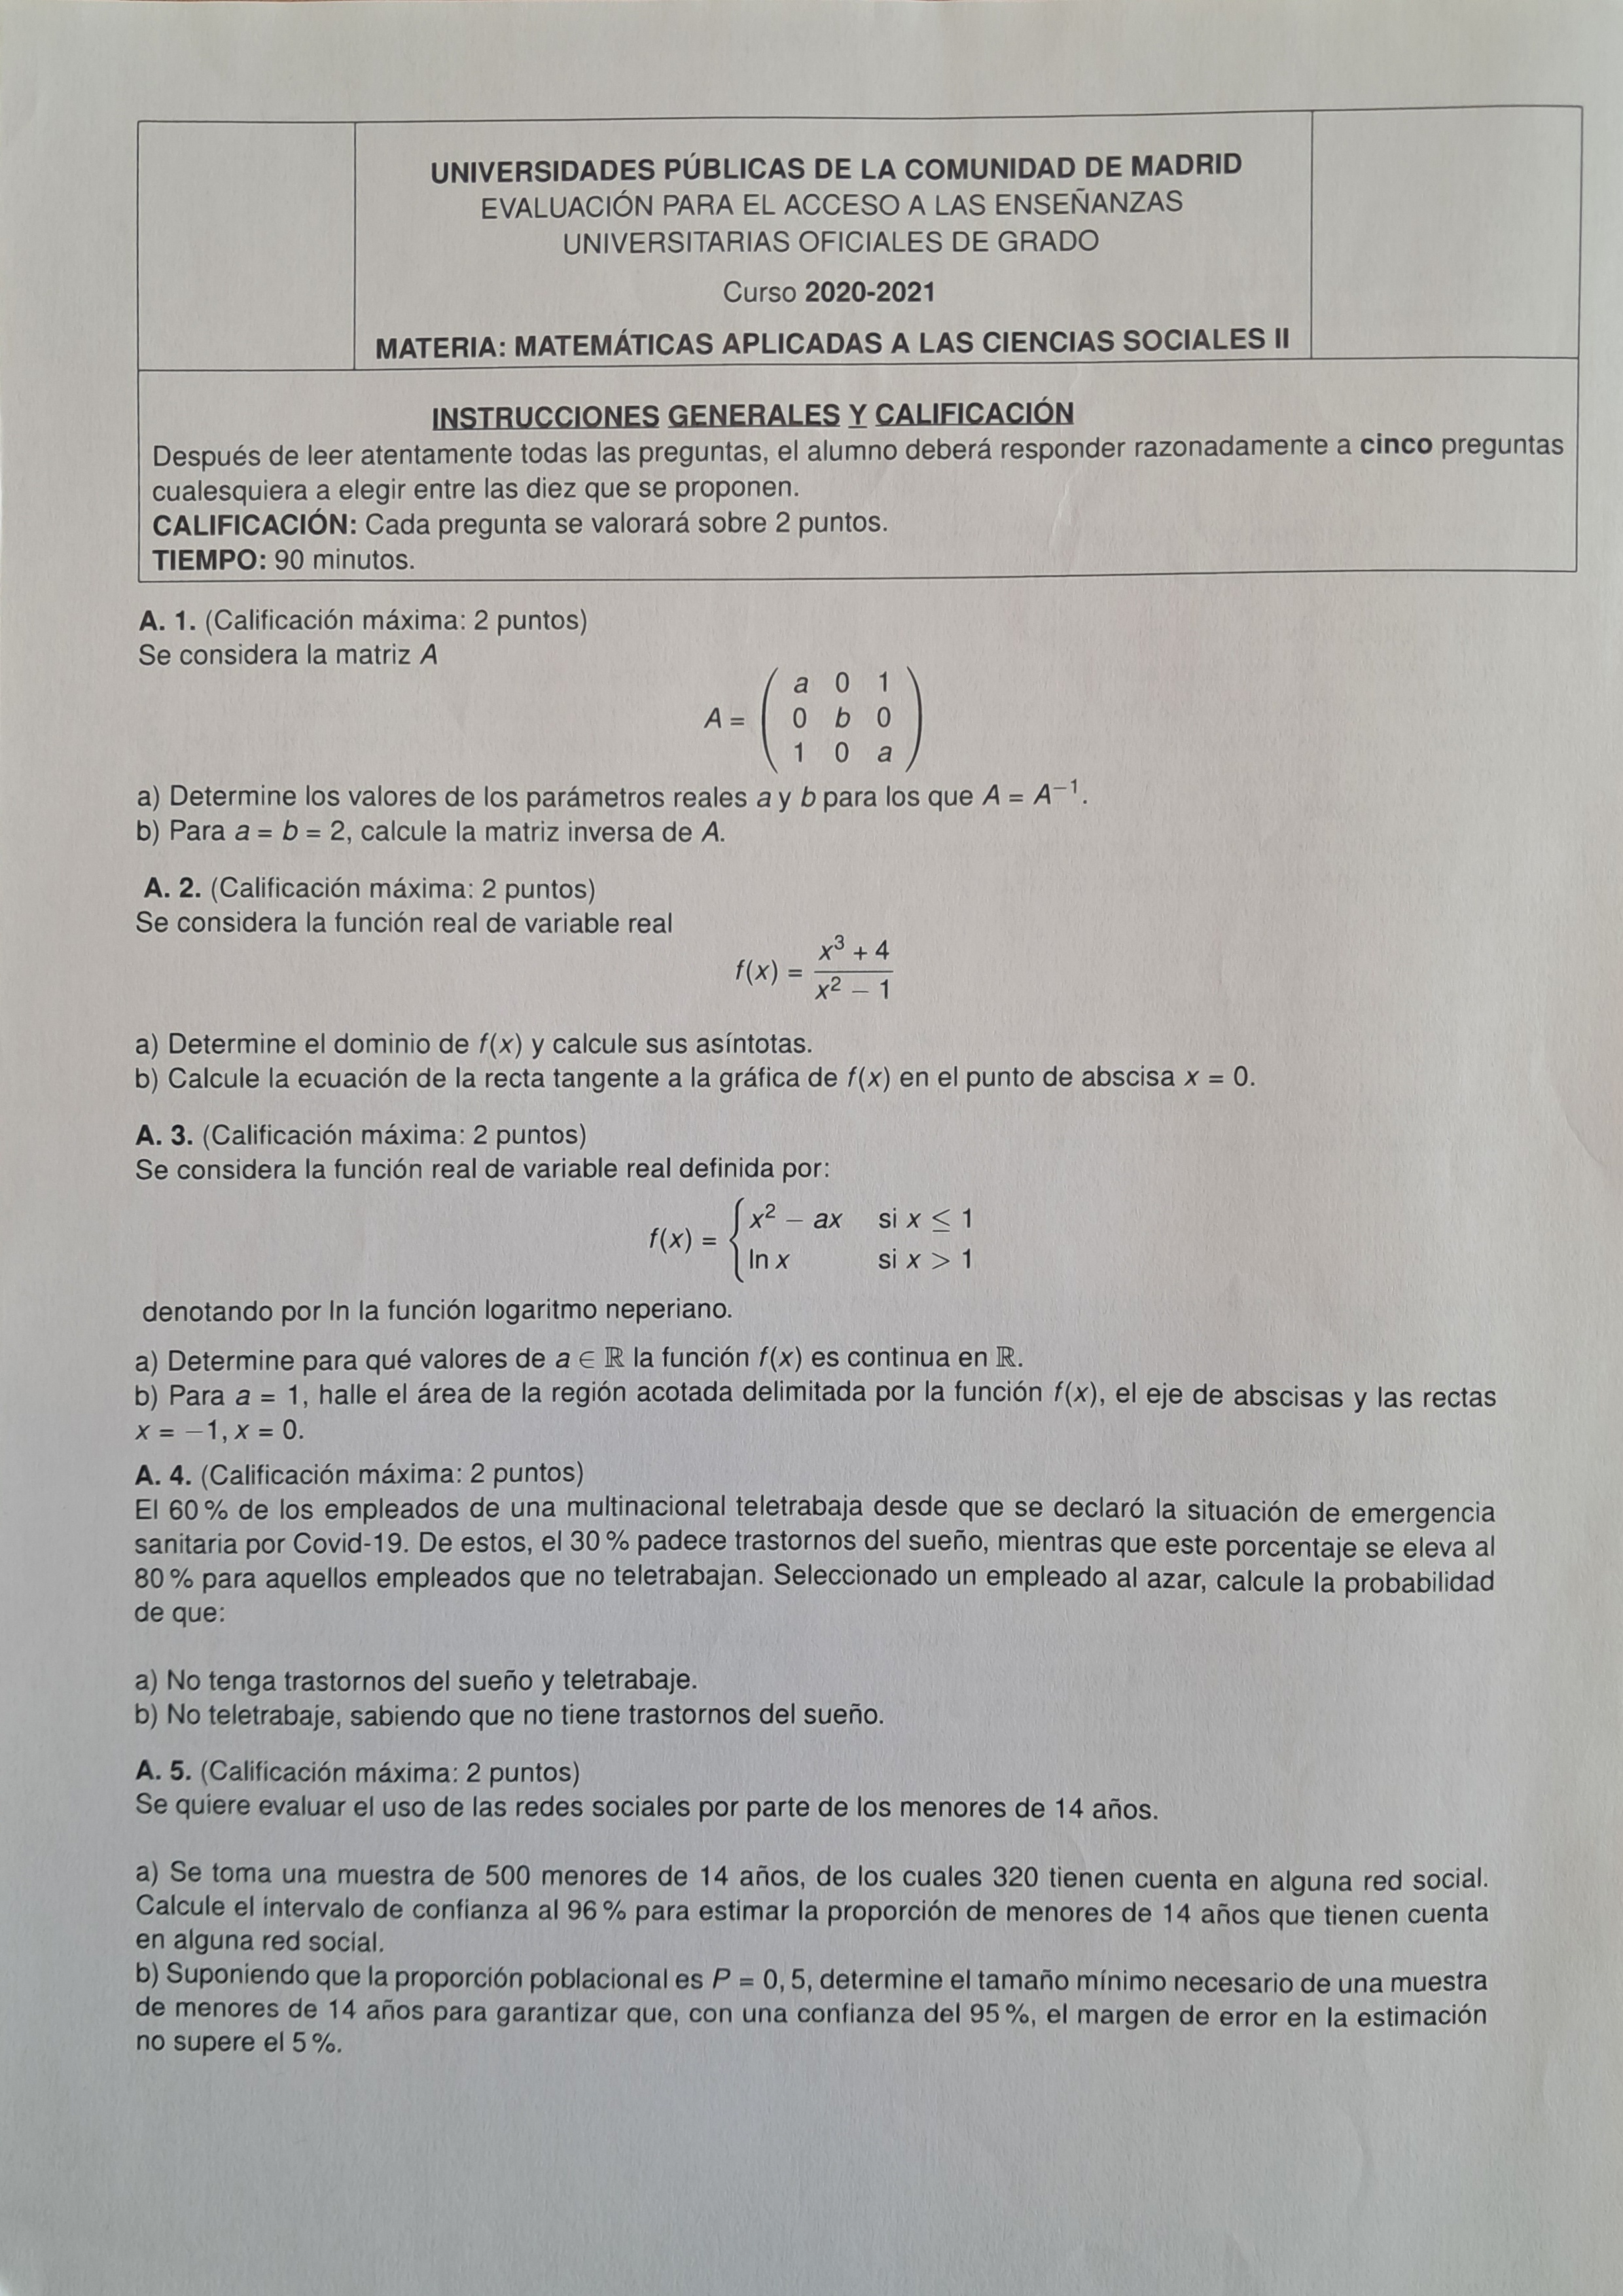 UNIVERSIDADES PÚBLICAS DE LA COMUNIDAD DE MADRID
EVALUACIÓN PARA EL ACCESO A LAS ENSEÑANZAS
UNIVERSITARIAS OFICIALES DE GRADO
Curso 2020-2021
MATERIA: MATEMÁTICAS APLICADAS A LAS CIENCIAS SOCIALES II
INSTRUCCIONES GENERALES Y CALIFICACIÓN
Después de leer atentamente todas las preguntas, el alumno deberá responder razonadamente a cinco preguntas
cualesquiera a elegir entre las diez que se proponen.
CALIFICACIÓN: Cada pregunta se valorará sobre 2 puntos.
TIEMPO: 90 minutos.
A. 1. (Calificación máxima: 2 puntos)
Se considera la matriz A
a 0 1
A = 0 b 0
1 0 a
a) Determine los valores de los parámetros reales a y b para los que A = A⁻¹.
b) Para a = b = 2, calcule la matriz inversa de A.
A. 2. (Calificación máxima: 2 puntos)
Se considera la función real de variable real
x³ + 4
f(x) =
x² − 1
a) Determine el dominio de f(x) y calcule sus asíntotas.
b) Calcule la ecuación de la recta tangente a la gráfica de f(x) en el punto de abscisa x = 0.
A. 3. (Calificación máxima: 2 puntos)
Se considera la función real de variable real definida por:
x² − ax si x ≤ 1
f(x) =
ln x si x > 1
denotando por ln la función logaritmo neperiano.
a) Determine para qué valores de a ∈ ℝ la función f(x) es continua en ℝ.
b) Para a = 1, halle el área de la región acotada delimitada por la función f(x), el eje de abscisas y las rectas
x = −1, x = 0.
A. 4. (Calificación máxima: 2 puntos)
El 60 % de los empleados de una multinacional teletrabaja desde que se declaró la situación de emergencia
sanitaria por Covid-19. De estos, el 30 % padece trastornos del sueño, mientras que este porcentaje se eleva al
80 % para aquellos empleados que no teletrabajan. Seleccionado un empleado al azar, calcule la probabilidad
de que:
a) No tenga trastornos del sueño y teletrabaje.
b) No teletrabaje, sabiendo que no tiene trastornos del sueño.
A. 5. (Calificación máxima: 2 puntos)
Se quiere evaluar el uso de las redes sociales por parte de los menores de 14 años.
a) Se toma una muestra de 500 menores de 14 años, de los cuales 320 tienen cuenta en alguna red social.
Calcule el intervalo de confianza al 96 % para estimar la proporción de menores de 14 años que tienen cuenta
en alguna red social.
b) Suponiendo que la proporción poblacional es P = 0, 5, determine el tamaño mínimo necesario de una muestra
de menores de 14 años para garantizar que, con una confianza del 95 %, el margen de error en la estimación
no supere el 5 %.